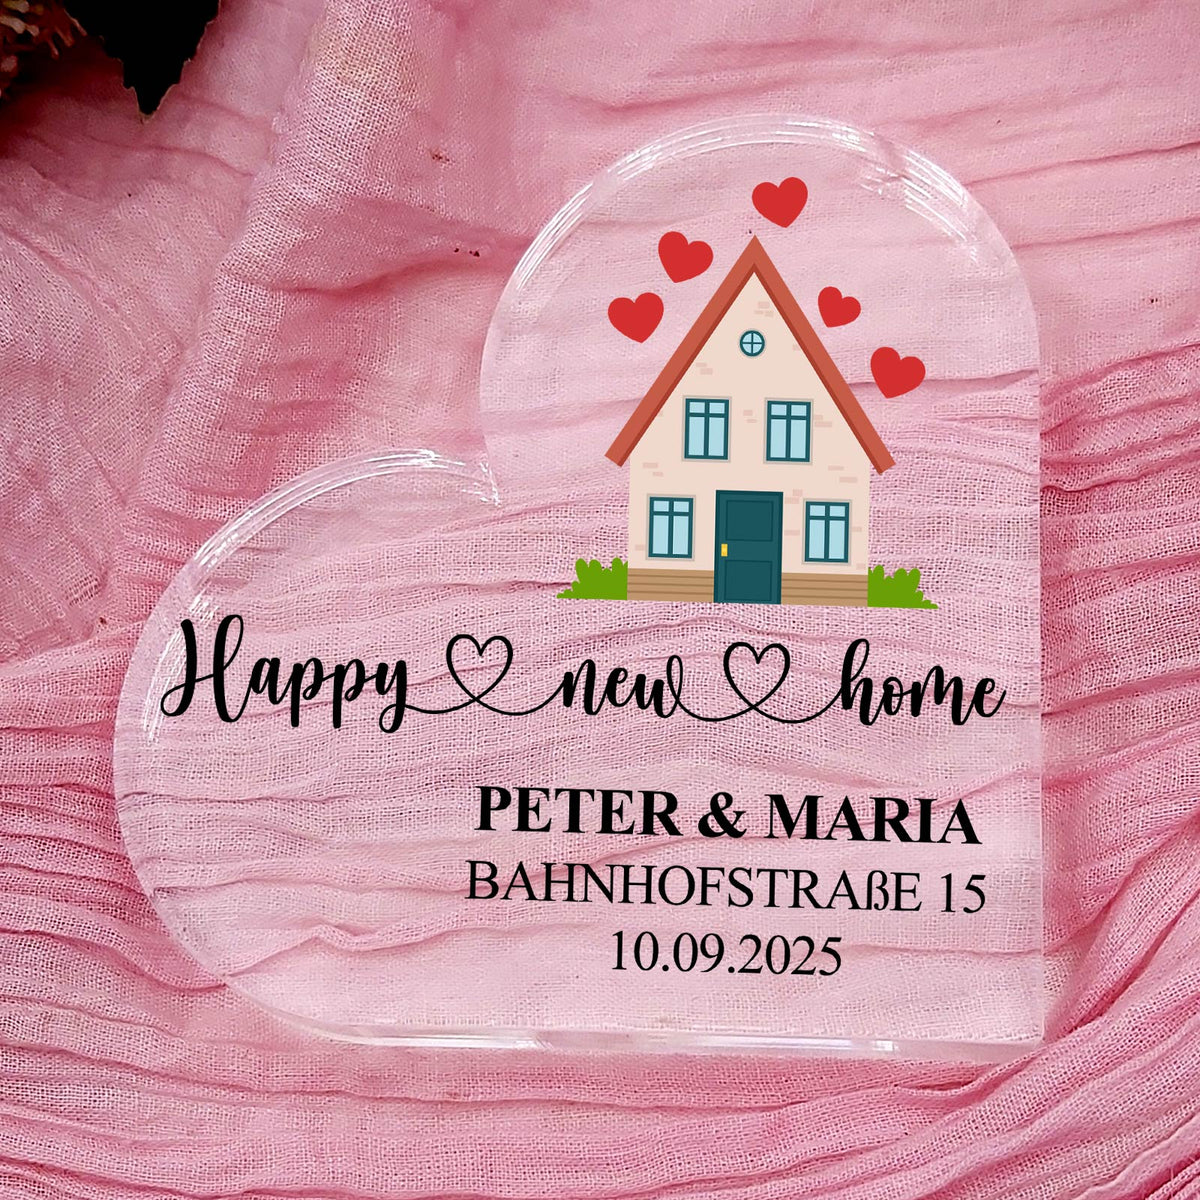 Happy new home
PETER & MARIA
BAHNHOFSTRAßE 15
10.09.2025